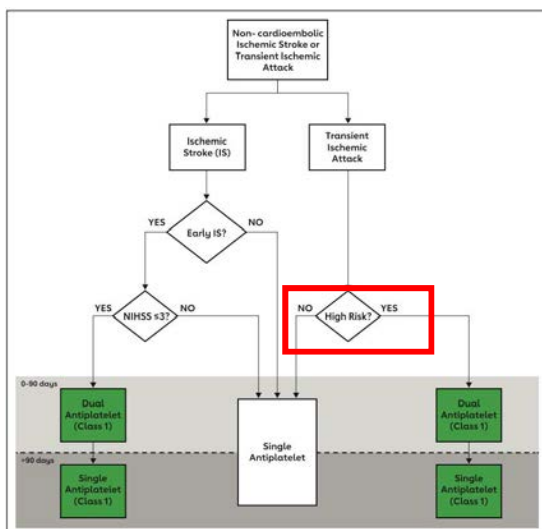 Non- cardioembolic
Ischemic Stroke or
Transient Ischemic
Attack
Ischemic
Stroke (IS)
Transient
Ischemic
Attack
YES
Early IS?
NO
YES
NIHSS ≤3?
NO
NO
High Risk?
YES
0-90 days
Dual
Antiplatelet
(Class 1)
Single
Antiplatelet
Dual
Antiplatelet
(Class 1)
>90 days
Single
Antiplatelet
(Class 1)
Single
Antiplatelet
(Class 1)